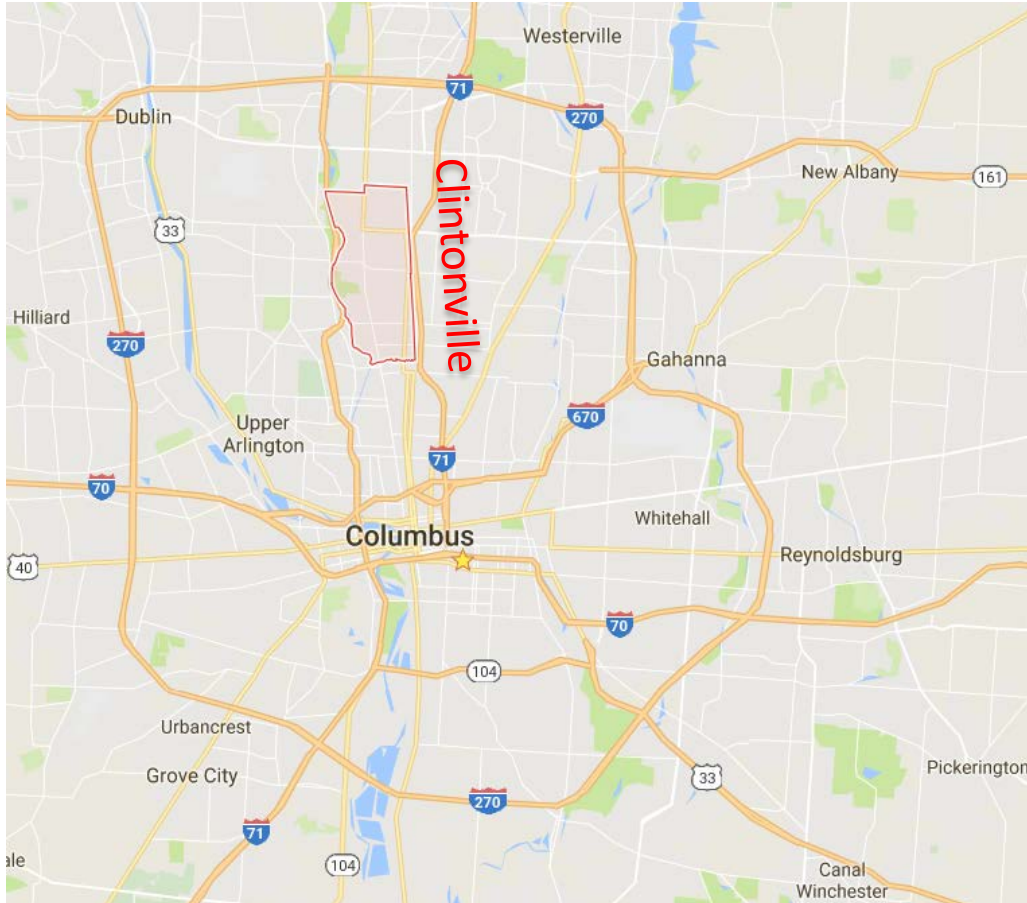 Westerville
71
270
Dublin
New Albany
161
Clintonville
33
Hilliard
270
Gahanna
670
Upper
Arlington
71
70
Whitehall
Columbus
Reynoldsburg
40
70
104
Urbancrest
Grove City
33
Pickerington
270
71
104
ale
Canal
Winchester